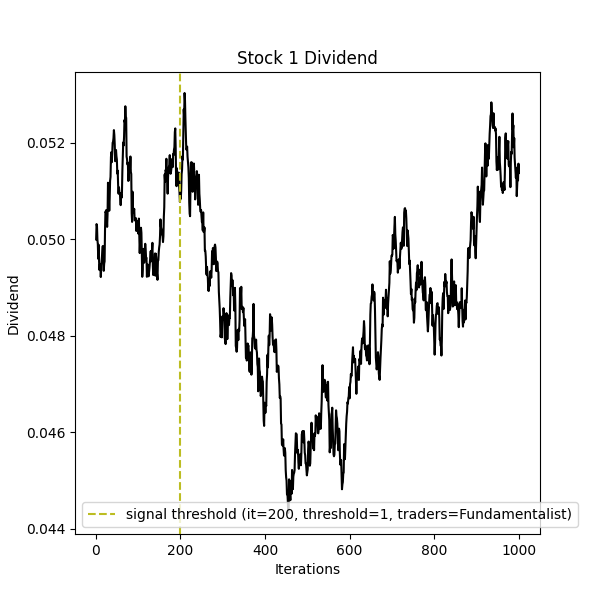 Stock 1 Dividend
0.052
0.050
0.048
0.046
0.044
Dividend
signal threshold (it=200, threshold=1, traders=Fundamentalist)
0 200 400 600 800 1000
Iterations